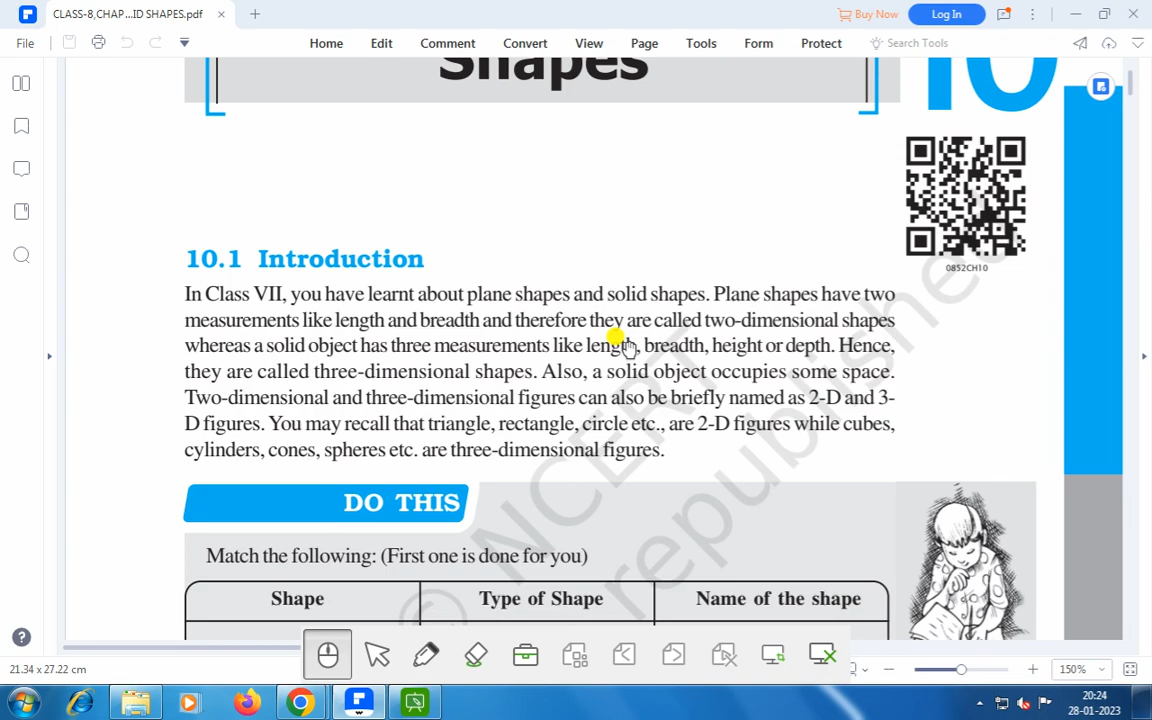 CLASS-8,CHAP...ID SHAPES.pdf
Buy Now
Log In
File
Home
Edit
Comment
Convert
View
Page
Tools
Form
Protect
Search Tools
Shapes
10
0852CH10
10.1 Introduction
In Class VII, you have learnt about plane shapes and solid shapes. Plane shapes have two
measurements like length and breadth and therefore they are called two-dimensional shapes
whereas a solid object has three measurements like length, breadth, height or depth. Hence,
they are called three-dimensional shapes. Also, a solid object occupies some space.
Two-dimensional and three-dimensional figures can also be briefly named as 2-D and 3-
D figures. You may recall that triangle, rectangle, circle etc., are 2-D figures while cubes,
cylinders, cones, spheres etc. are three-dimensional figures.
DO THIS
Match the following: (First one is done for you)
Shape
Type of Shape
Name of the shape
© NCERT
republished
21.34 x 27.22 cm
150%
20:24
28-01-2023